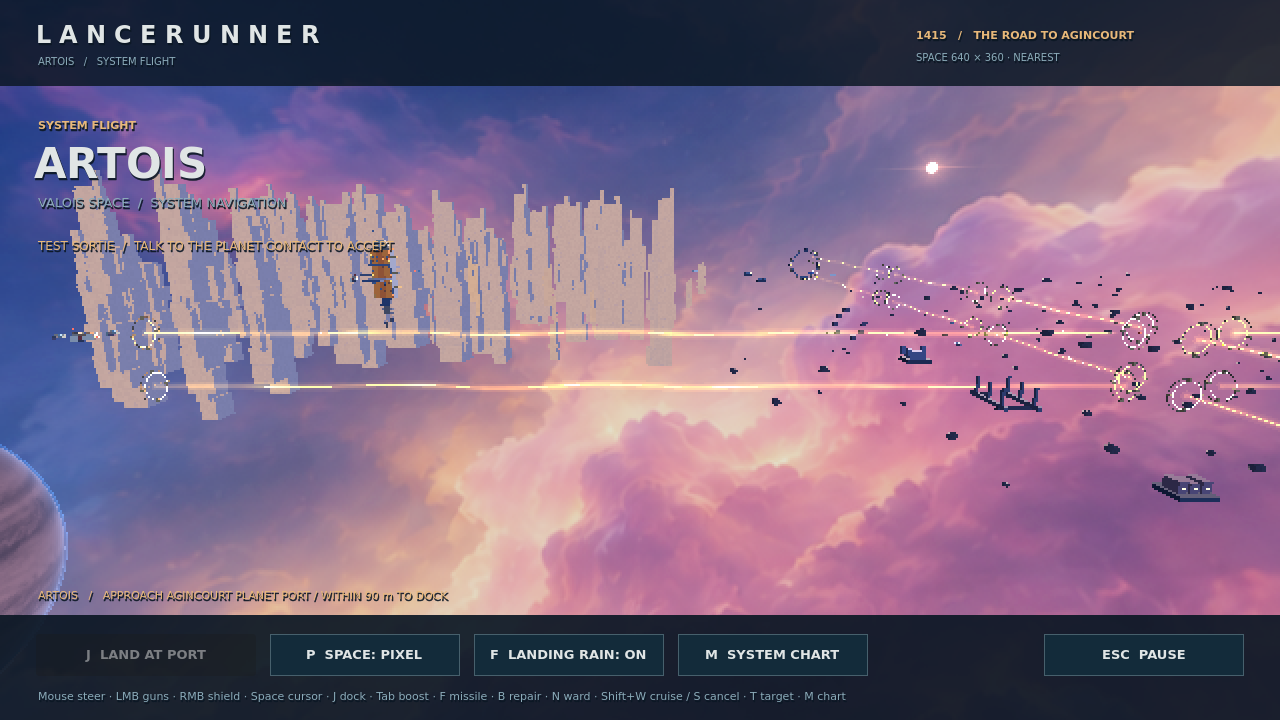 LANCERUNNER
ARTOIS / SYSTEM FLIGHT
1415 / THE ROAD TO AGINCOURT
SPACE 640 × 360 · NEAREST
SYSTEM FLIGHT
ARTOIS
VALOIS SPACE / SYSTEM NAVIGATION
TEST SORTIE / TALK TO THE PLANET CONTACT TO ACCEPT
ARTOIS / APPROACH AGINCOURT PLANET PORT / WITHIN 90 m TO DOCK
J LAND AT PORT
P SPACE: PIXEL
F LANDING RAIN: ON
M SYSTEM CHART
ESC PAUSE
Mouse steer · LMB guns · RMB shield · Space cursor · J dock · Tab boost · F missile · B repair · N ward · Shift+W cruise / S cancel · T target · M chart